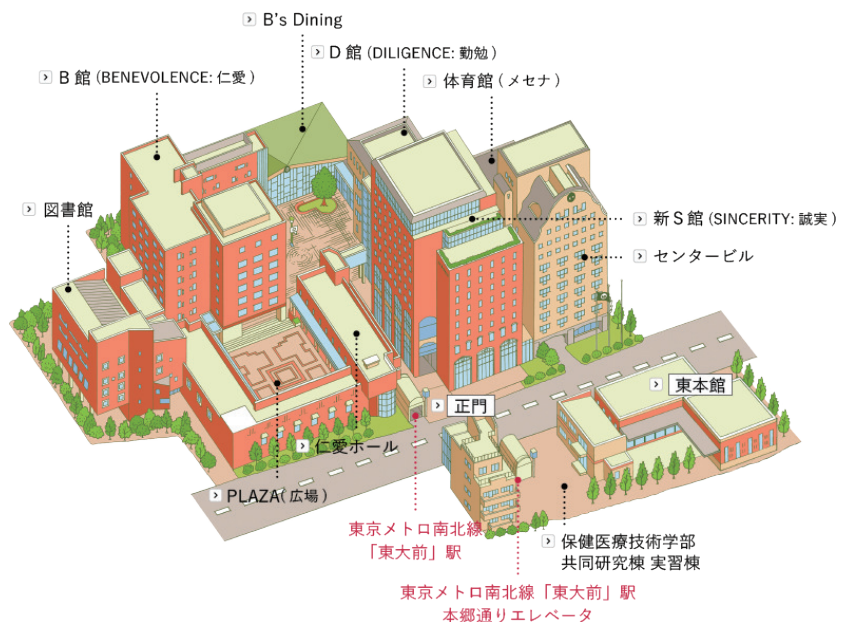 B's Dining
D館 (DILIGENCE: 勤勉)
B館 (BENEVOLENCE: 仁愛)
体育館 (メセナ)
図書館
新S館 (SINCERITY: 誠実)
センタービル
東本館
正門
仁愛ホール
PLAZA(広場)
東京メトロ南北線
「東大前」駅
保健医療技術学部
共同研究棟 実習棟
東京メトロ南北線「東大前」駅
本郷通りエレベータ